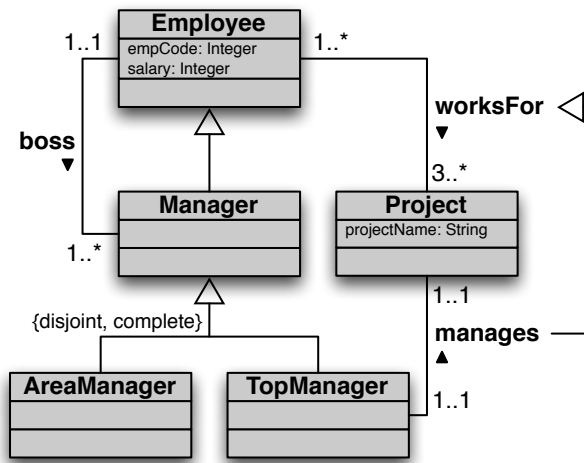 Employee
empCode: Integer
salary: Integer
1..1
1..*
boss
worksFor
3..*
Manager
Project
projectName: String
1..*
1..1
{disjoint, complete}
manages
AreaManager
TopManager
1..1